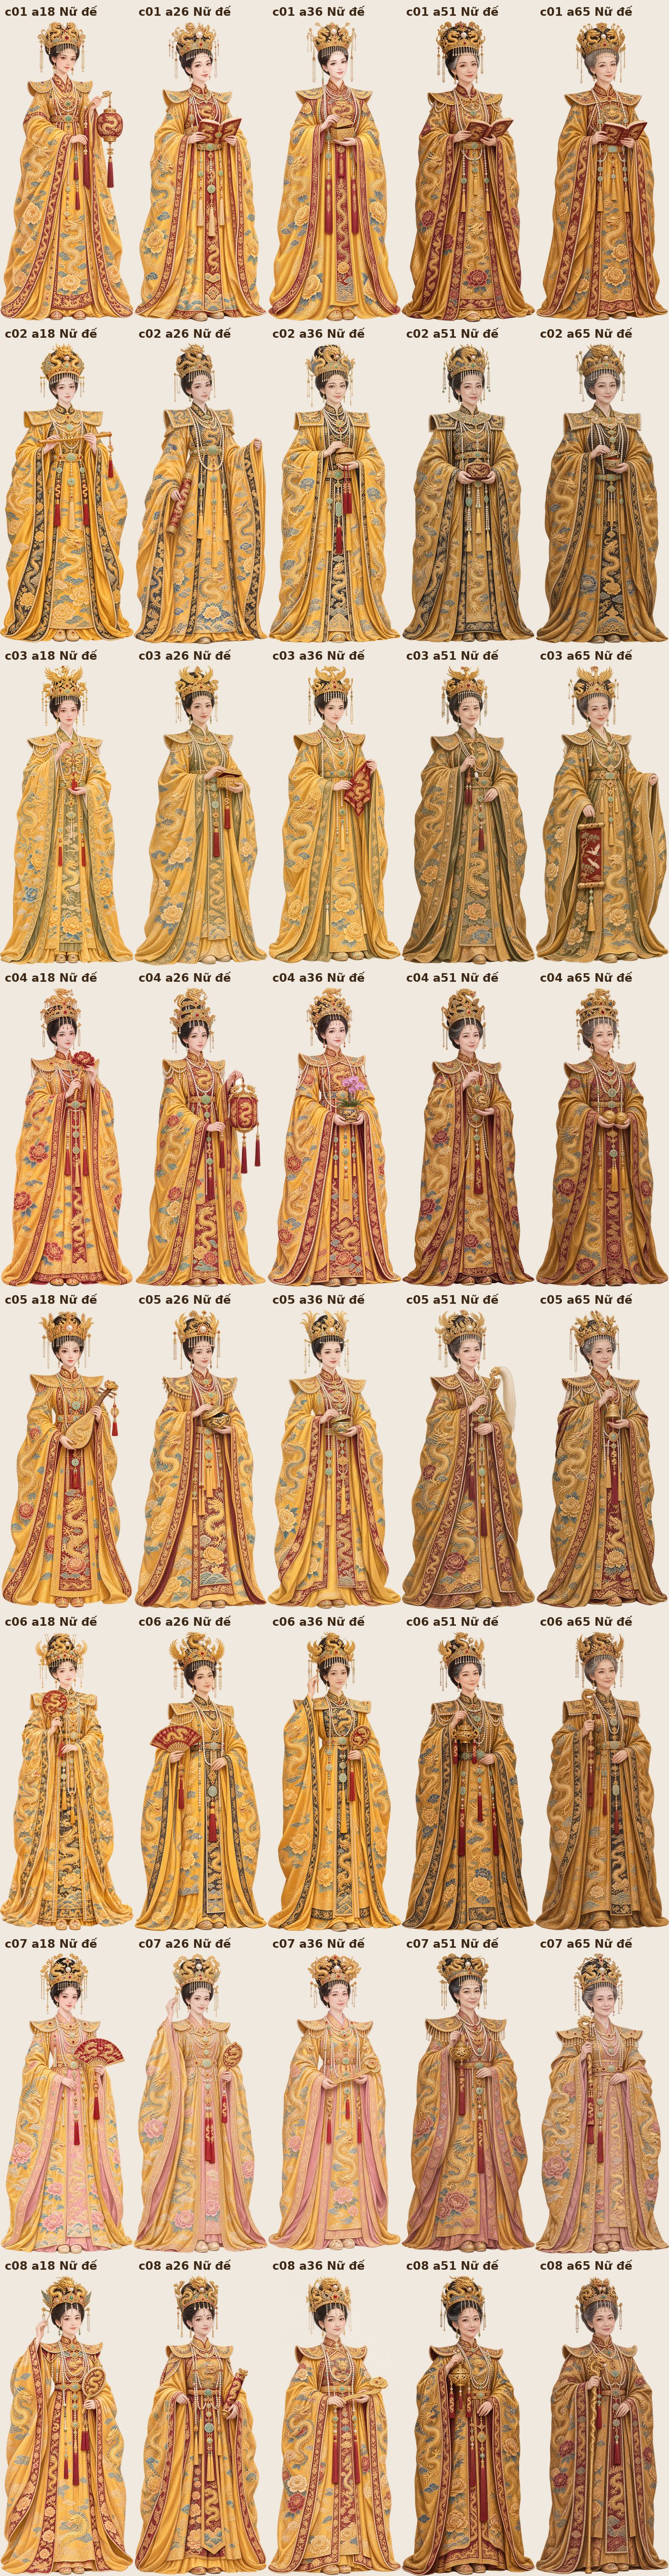 c01 a18 Nữ đế
c01 a26 Nữ đế
c01 a36 Nữ đế
c01 a51 Nữ đế
c01 a65 Nữ đế
c02 a18 Nữ đế
c02 a26 Nữ đế
c02 a36 Nữ đế
c02 a51 Nữ đế
c02 a65 Nữ đế
c03 a18 Nữ đế
c03 a26 Nữ đế
c03 a36 Nữ đế
c03 a51 Nữ đế
c03 a65 Nữ đế
c04 a18 Nữ đế
c04 a26 Nữ đế
c04 a36 Nữ đế
c04 a51 Nữ đế
c04 a65 Nữ đế
c05 a18 Nữ đế
c05 a26 Nữ đế
c05 a36 Nữ đế
c05 a51 Nữ đế
c05 a65 Nữ đế
c06 a18 Nữ đế
c06 a26 Nữ đế
c06 a36 Nữ đế
c06 a51 Nữ đế
c06 a65 Nữ đế
c07 a18 Nữ đế
c07 a26 Nữ đế
c07 a36 Nữ đế
c07 a51 Nữ đế
c07 a65 Nữ đế
c08 a18 Nữ đế
c08 a26 Nữ đế
c08 a36 Nữ đế
c08 a51 Nữ đế
c08 a65 Nữ đế